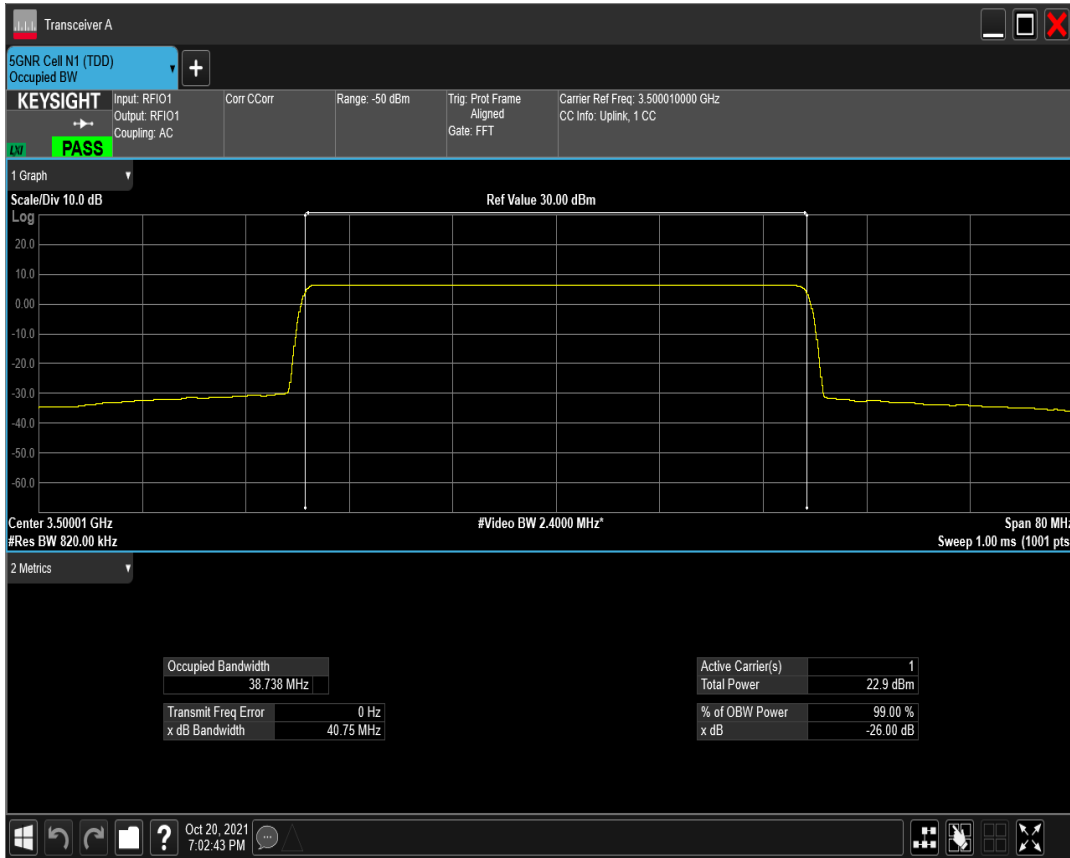 Transceiver A
5GNR Cell N1 (TDD)
Occupied BW
+
KEYSIGHT
LXI
PASS
Input: RFIO1
Output: RFIO1
Coupling: AC
Corr CCorr
Range: -50 dBm
Trig: Prot Frame
Aligned
Gate: FFT
Carrier Ref Freq: 3.500010000 GHz
CC Info: Uplink, 1 CC
1 Graph
Scale/Div 10.0 dB
Ref Value 30.00 dBm
Log
20.0
10.0
0.00
-10.0
-20.0
-30.0
-40.0
-50.0
-60.0
Center 3.50001 GHz
#Video BW 2.4000 MHz*
Span 80 MHz
#Res BW 820.00 kHz
Sweep 1.00 ms (1001 pts
2 Metrics
Occupied Bandwidth
38.738 MHz
Transmit Freq Error 0 Hz
x dB Bandwidth 40.75 MHz
Active Carrier(s) 1
Total Power 22.9 dBm
% of OBW Power 99.00 %
x dB -26.00 dB
?
Oct 20, 2021
7:02:43 PM